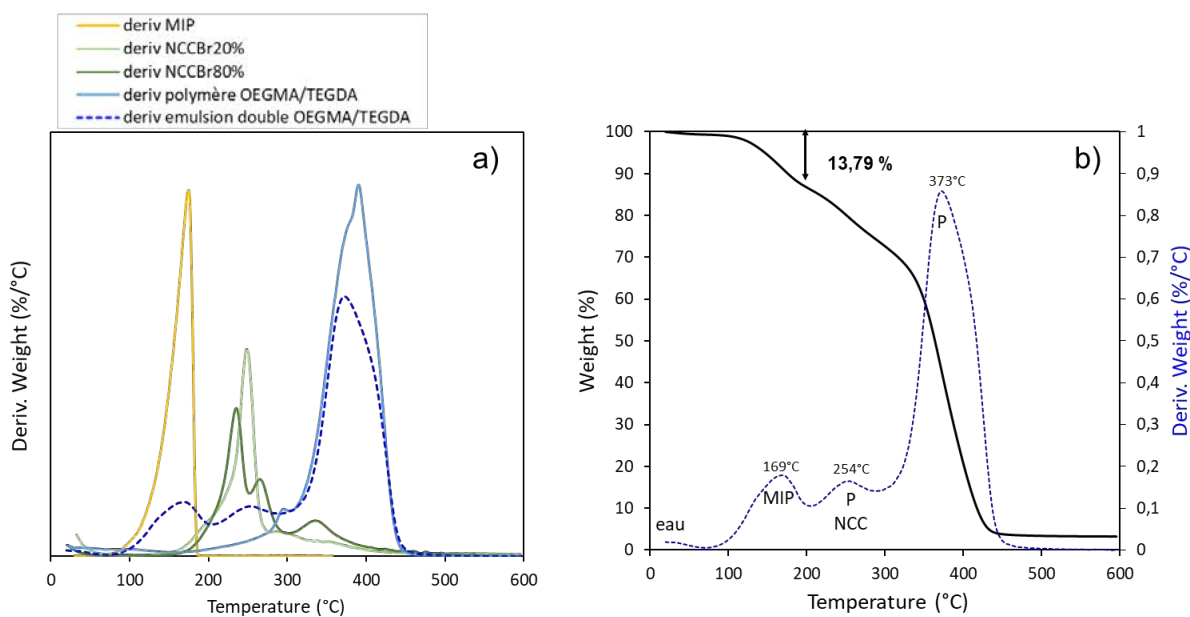 deriv MIP
deriv NCCBr20%
deriv NCCBr80%
deriv polymère OEGMA/TEGDA
deriv emulsion double OEGMA/TEGDA
a)
Deriv. Weight (%/°C)
0 100 200 300 400 500 600
Temperature (°C)
b)
Weight (%)
100
90
80
70
60
50
40
30
20
10
0
13,79 %
373°C
P
169°C
MIP
254°C
P
NCC
eau
1
0,9
0,8
0,7
0,6
0,5
0,4
0,3
0,2
0,1
0
Deriv. Weight (%/°C)
0 100 200 300 400 500 600
Temperature (°C)